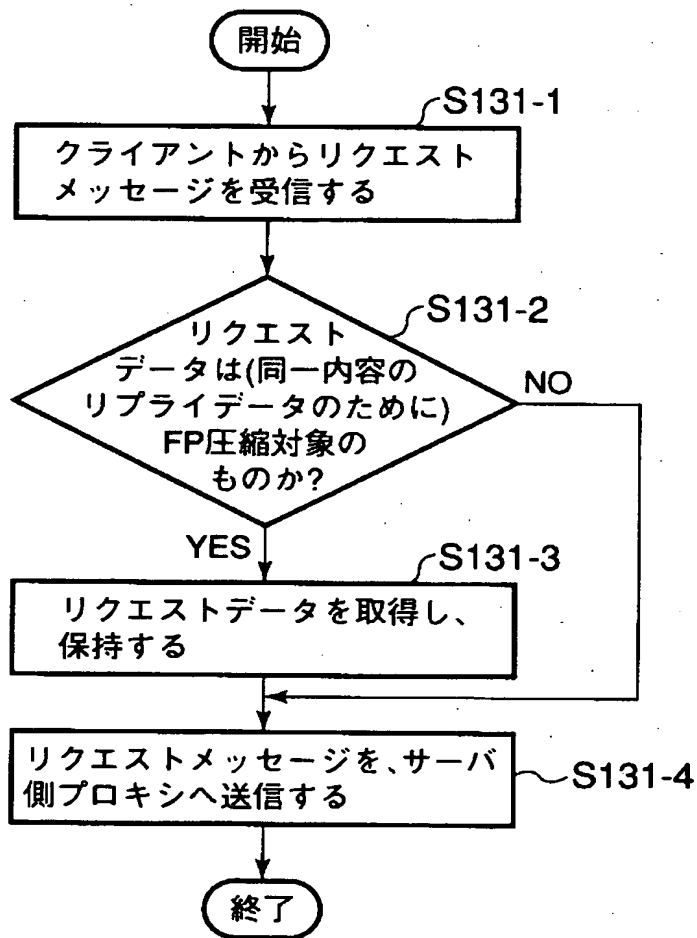 開始
S131-1
クライアントからリクエスト
メッセージを受信する
S131-2
リクエスト
データは(同一内容の
リプライデータのために)
FP圧縮対象の
ものか?
NO
YES
S131-3
リクエストデータを取得し、
保持する
リクエストメッセージを、サーバ
側プロキシへ送信する
S131-4
終了